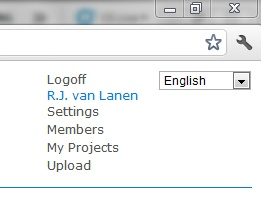 Logoff
English
R.J. van Lanen
Settings
Members
My Projects
Upload